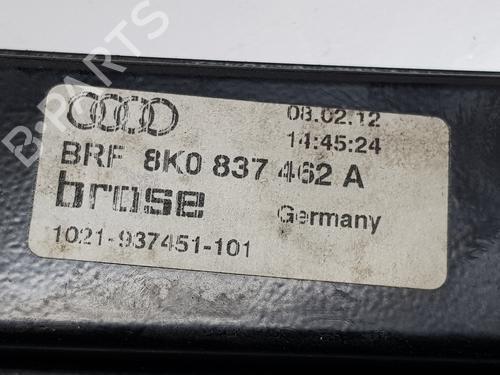 08.02.12
14:45:24
BRF 8K0 837 462 A
brose Germany
1021-937451-101
B-PARTS